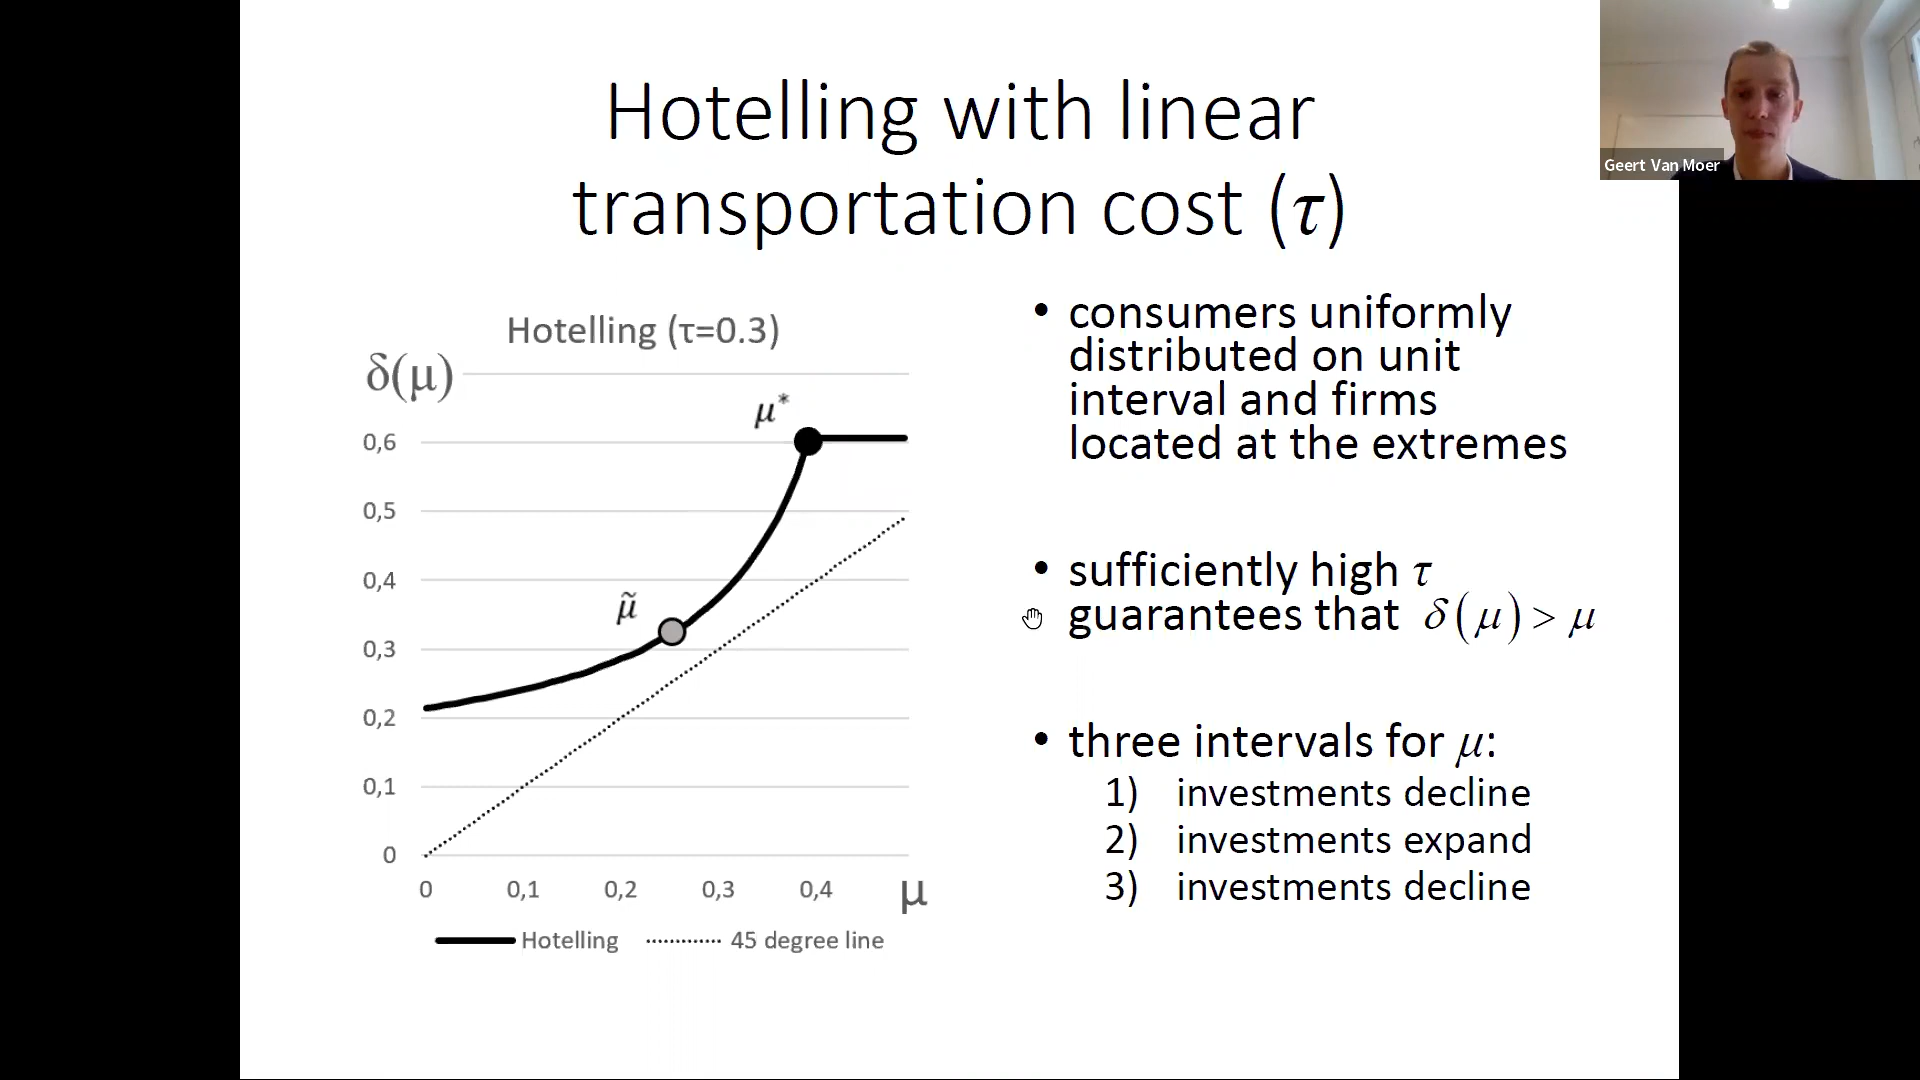 Hotelling with linear
transportation cost (τ)
Geert Van Moer
Hotelling (τ=0.3)
δ(μ)
0,6
0,5
0,4
0,3
0,2
0,1
0
μ*
μ̃
0 0,1 0,2 0,3 0,4 μ
Hotelling 45 degree line
• consumers uniformly
distributed on unit
interval and firms
located at the extremes
• sufficiently high τ
guarantees that δ(μ) > μ
• three intervals for μ:
1) investments decline
2) investments expand
3) investments decline